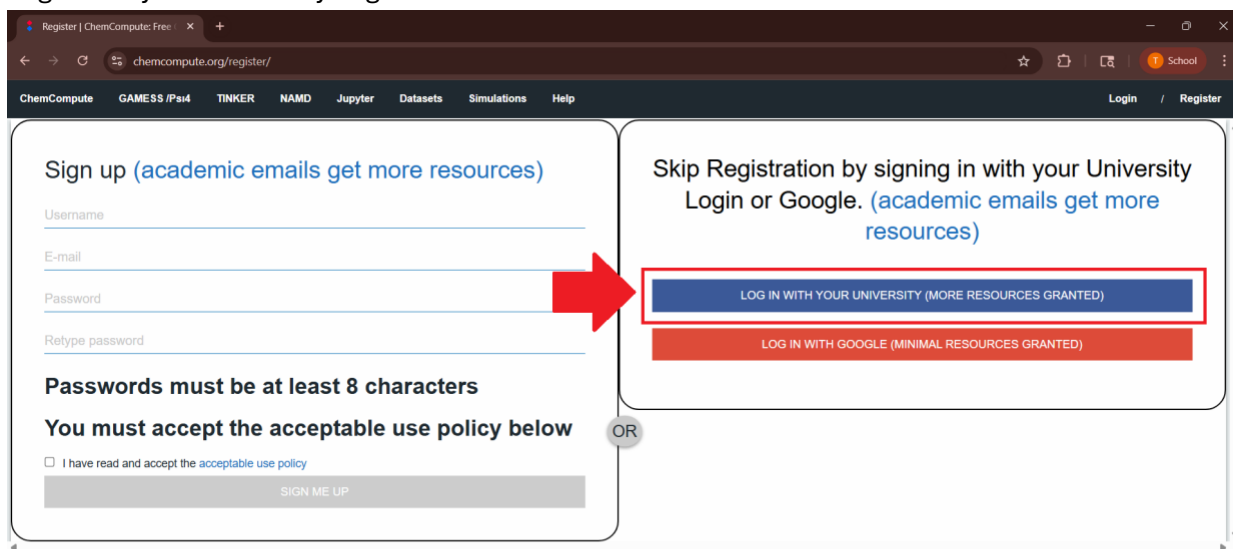 Register | ChemCompute: Free
chemcompute.org/register/
School
ChemCompute GAMESS /Psi4 TINKER NAMD Jupyter Datasets Simulations Help Login / Register
Sign up (academic emails get more resources)
Username
E-mail
Password
Retype password
Passwords must be at least 8 characters
You must accept the acceptable use policy below
I have read and accept the acceptable use policy
SIGN ME UP
OR
Skip Registration by signing in with your University
Login or Google. (academic emails get more
resources)
LOG IN WITH YOUR UNIVERSITY (MORE RESOURCES GRANTED)
LOG IN WITH GOOGLE (MINIMAL RESOURCES GRANTED)